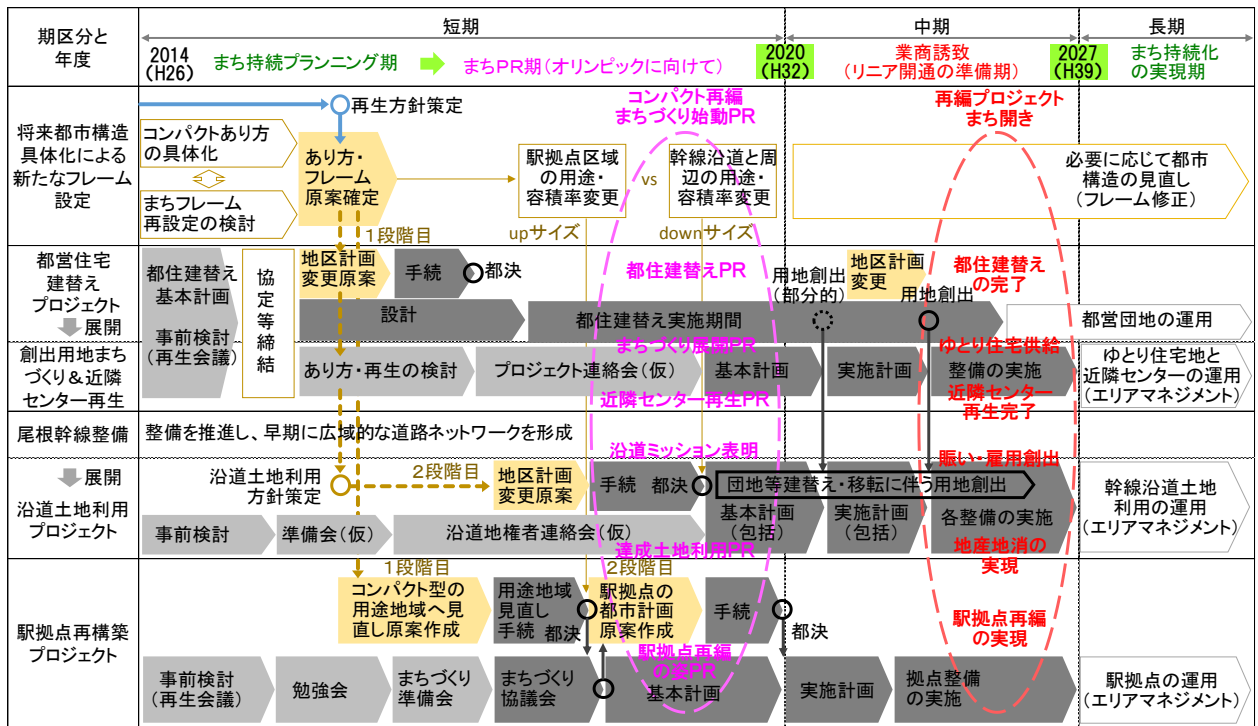 期区分と
年度
短期
中期
長期
2014
(H26)
まち持続プランニング期
まちPR期(オリンピックに向けて)
2020
(H32)
業商誘致
(リニア開通の準備期)
2027
(H39)
まち持続化
の実現期
将来都市構造
具体化による
新たなフレーム
設定
再生方針策定
コンパクトあり方
の具体化
まちフレーム
再設定の検討
あり方・
フレーム
原案確定
コンパクト再編
まちづくり始動PR
駅拠点区域
の用途・
容積率変更
vs
幹線沿道と周
辺の用途・
容積率変更
upサイズ
downサイズ
再編プロジェクト
まち開き
必要に応じて都市
構造の見直し
(フレーム修正)
1段階目
都営住宅
建替え
プロジェクト
展開
都住建替え
基本計画
事前検討
(再生会議)
協定等締結
地区計画
変更原案
手続
都決
設計
都住建替えPR
都住建替え実施期間
用地創出
(部分的)
地区計画
変更
用地創出
都住建替え
の完了
都営団地の運用
創出用地まち
づくり&近隣
センター再生
あり方・再生の検討
プロジェクト連絡会(仮)
まちづくり展開PR
近隣センター再生PR
基本計画
実施計画
ゆとり住宅供給
整備の実施
近隣センター
再生完了
ゆとり住宅地と
近隣センターの運用
(エリアマネジメント)
尾根幹線整備
整備を推進し、早期に広域的な道路ネットワークを形成
展開
沿道土地利用
プロジェクト
沿道土地利用
方針策定
2段階目
地区計画
変更原案
沿道ミッション表明
手続
都決
団地等建替え・移転に伴う用地創出
賑い・雇用創出
事前検討
準備会(仮)
沿道地権者連絡会(仮)
基本計画
(包括)
実施計画
(包括)
各整備の実施
達成土地利用PR
地産地消の
実現
幹線沿道土地
利用の運用
(エリアマネジメント)
駅拠点再構築
プロジェクト
1段階目
コンパクト型の
用途地域へ見
直し原案作成
用途地域
見直し
手続
都決
2段階目
駅拠点の
都市計画
原案作成
手続
都決
駅拠点再編
の姿PR
駅拠点再編
の実現
事前検討
(再生会議)
勉強会
まちづくり
準備会
まちづくり
協議会
基本計画
実施計画
拠点整備
の実施
駅拠点の運用
(エリアマネジメント)